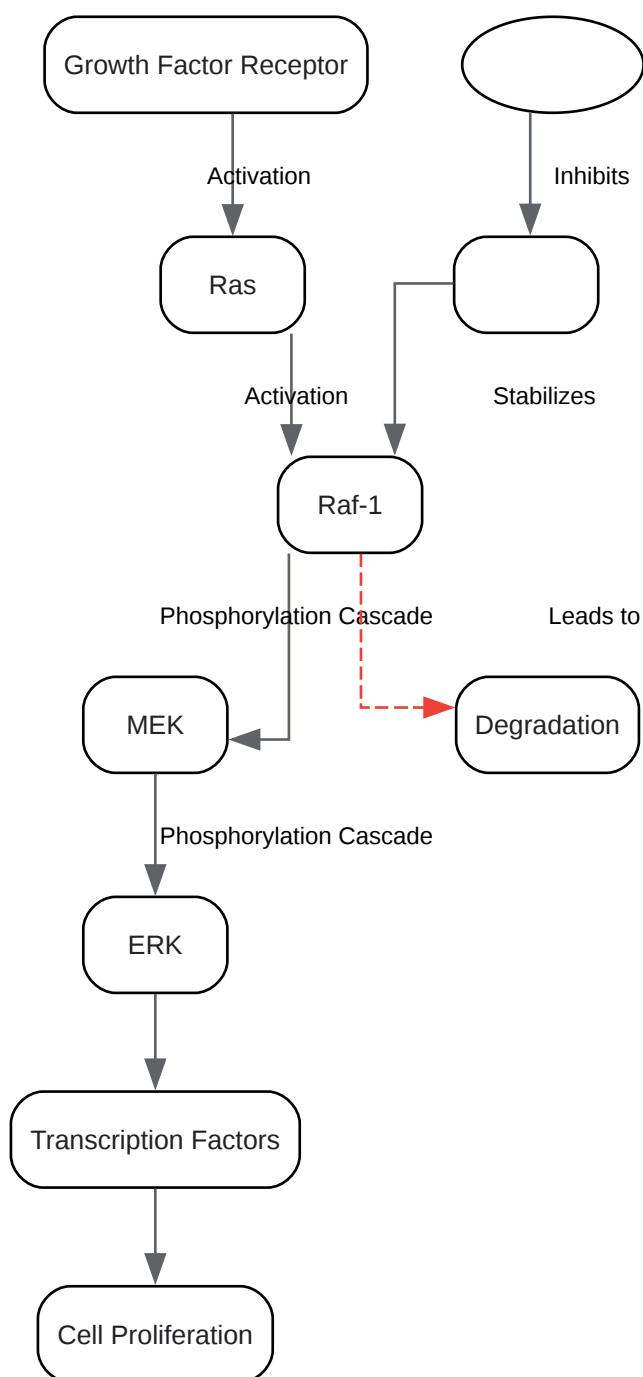 Growth Factor Receptor
Activation
Inhibits
Ras
Activation
Stabilizes
Raf-1
Phosphorylation Cascade
Leads to
MEK
Degradation
Phosphorylation Cascade
ERK
Transcription Factors
Cell Proliferation